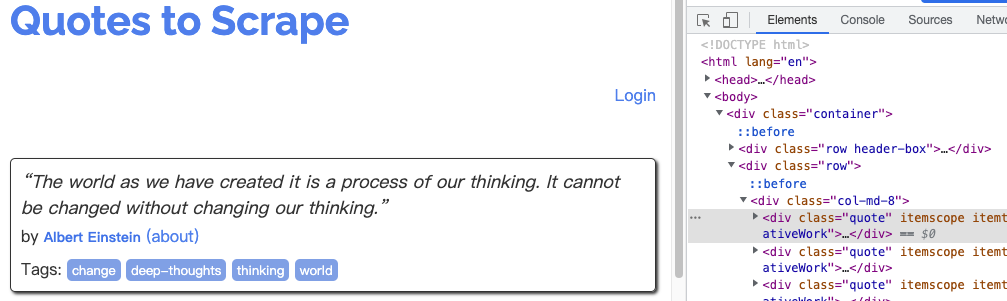 Quotes to Scrape
Login
“The world as we have created it is a process of our thinking. It cannot
be changed without changing our thinking.”
by Albert Einstein (about)
Tags: change deep-thoughts thinking world
Elements Console Sources Netw
<!DOCTYPE html>
<html lang="en">
<head>…</head>
<body>
<div class="container">
::before
<div class="row header-box">…</div>
<div class="row">
::before
<div class="col-md-8">
… <div class="quote" itemscope itemt
ativeWork">…</div> == $0
<div class="quote" itemscope itemt
ativeWork">…</div>
<div class="quote" itemscope itemt
ativeWork">…</div>